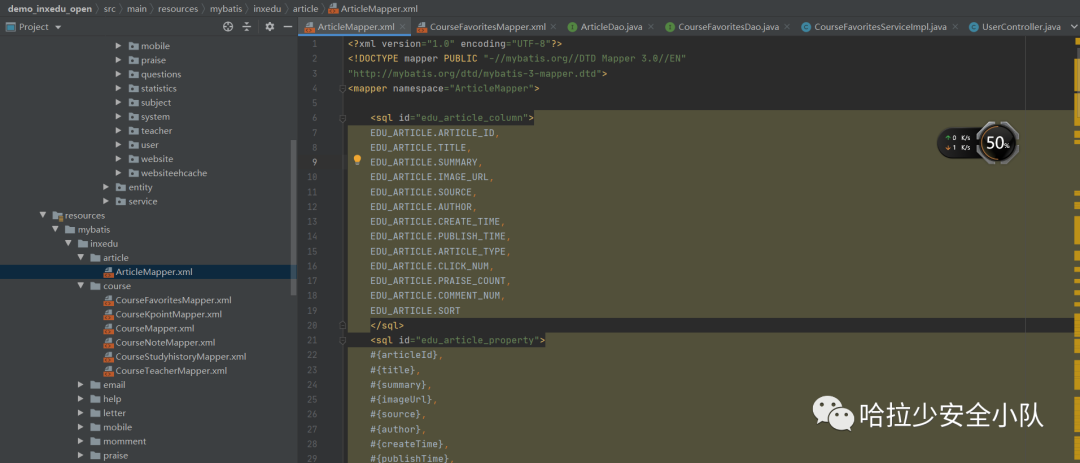 demo_inxedu_open › src › main › resources › mybatis › inxedu › article › ArticleMapper.xml
Project
ArticleMapper.xml × CourseFavoritesMapper.xml × ArticleDao.java × CourseFavoritesDao.java × CourseFavoritesServiceImpl.java × UserController.java ×
mobile
praise
questions
statistics
subject
system
teacher
user
website
websiteehcache
entity
service
resources
mybatis
inxedu
article
ArticleMapper.xml
course
CourseFavoritesMapper.xml
CourseKpointMapper.xml
CourseMapper.xml
CourseNoteMapper.xml
CourseStudyhistoryMapper.xml
CourseTeacherMapper.xml
email
help
letter
mobile
momment
praise
1 <?xml version="1.0" encoding="UTF-8"?>
2 <!DOCTYPE mapper PUBLIC "-//mybatis.org//DTD Mapper 3.0//EN"
3 "http://mybatis.org/dtd/mybatis-3-mapper.dtd">
4 <mapper namespace="ArticleMapper">
5
6 <sql id="edu_article_column">
7 EDU_ARTICLE.ARTICLE_ID,
8 EDU_ARTICLE.TITLE,
9 EDU_ARTICLE.SUMMARY,
10 EDU_ARTICLE.IMAGE_URL,
11 EDU_ARTICLE.SOURCE,
12 EDU_ARTICLE.AUTHOR,
13 EDU_ARTICLE.CREATE_TIME,
14 EDU_ARTICLE.PUBLISH_TIME,
15 EDU_ARTICLE.ARTICLE_TYPE,
16 EDU_ARTICLE.CLICK_NUM,
17 EDU_ARTICLE.PRAISE_COUNT,
18 EDU_ARTICLE.COMMENT_NUM,
19 EDU_ARTICLE.SORT
20 </sql>
21 <sql id="edu_article_property">
22 #{articleId},
23 #{title},
24 #{summary},
25 #{imageUrl},
26 #{source},
27 #{author},
28 #{createTime},
29 #{publishTime},
↑ 0 K/s
↓ 1 K/s
50%
哈拉少安全小队